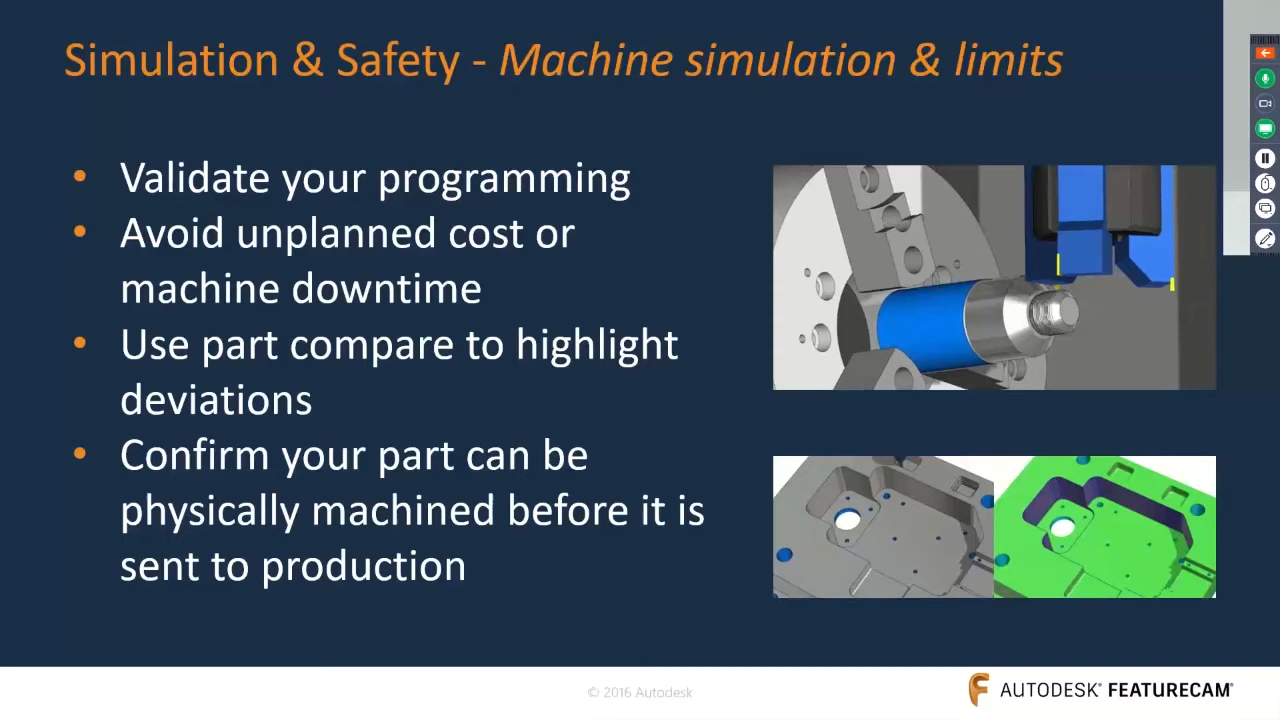 Simulation & Safety - Machine simulation & limits
• Validate your programming
• Avoid unplanned cost or
machine downtime
• Use part compare to highlight
deviations
• Confirm your part can be
physically machined before it is
sent to production
© 2016 Autodesk
AUTODESK® FEATURECAM®